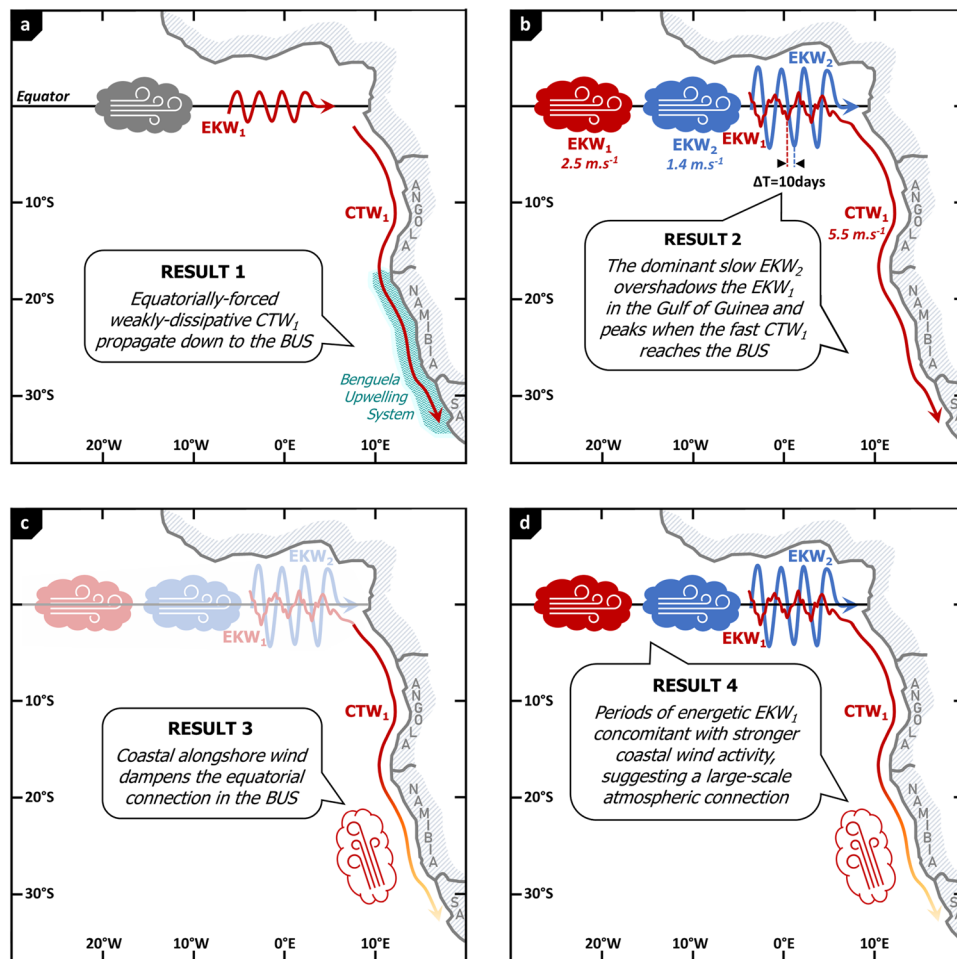 a
Equator
EKW₁
CTW₁
ANGOLA
NAMIBIA
SA
RESULT 1
Equatorially-forced
weakly-dissipative CTW₁
propagate down to the BUS
Benguela
Upwelling
System
10°S
20°S
30°S
20°W 10°W 0°E 10°E
b
EKW₂
EKW₁
2.5 m.s⁻¹
EKW₂
1.4 m.s⁻¹
EKW₁
ΔT=10days
CTW₁
5.5 m.s⁻¹
ANGOLA
NAMIBIA
SA
RESULT 2
The dominant slow EKW₂
overshadows the EKW₁
in the Gulf of Guinea and
peaks when the fast CTW₁
reaches the BUS
10°S
20°S
30°S
20°W 10°W 0°E 10°E
c
EKW₂
EKW₁
CTW₁
ANGOLA
NAMIBIA
SA
RESULT 3
Coastal alongshore wind
dampens the equatorial
connection in the BUS
10°S
20°S
30°S
20°W 10°W 0°E 10°E
d
EKW₂
EKW₁
CTW₁
ANGOLA
NAMIBIA
SA
RESULT 4
Periods of energetic EKW₁
concomitant with stronger
coastal wind activity,
suggesting a large-scale
atmospheric connection
10°S
20°S
30°S
20°W 10°W 0°E 10°E